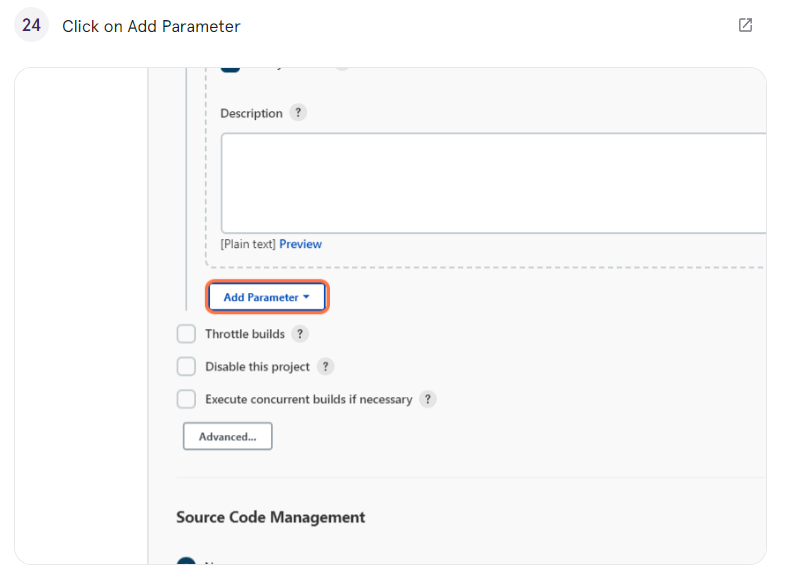 24 Click on Add Parameter
Description ?
[Plain text] Preview
Add Parameter
Throttle builds ?
Disable this project ?
Execute concurrent builds if necessary ?
Advanced...
Source Code Management